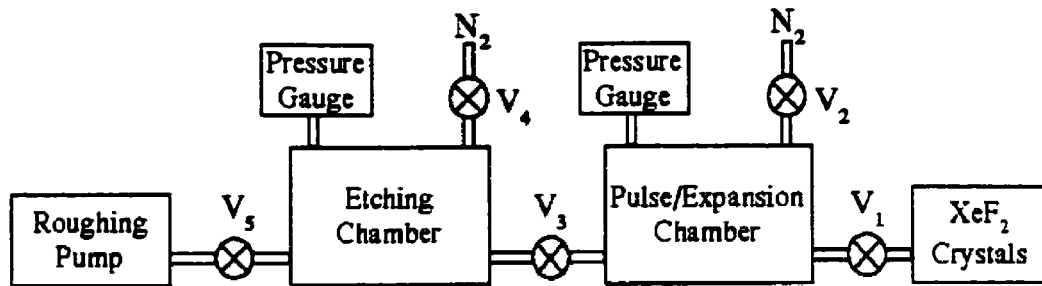 N₂
Pressure
Gauge
V₄
N₂
Pressure
Gauge
V₂
Roughing
Pump
V₅
Etching
Chamber
V₃
Pulse/Expansion
Chamber
V₁
XeF₂
Crystals